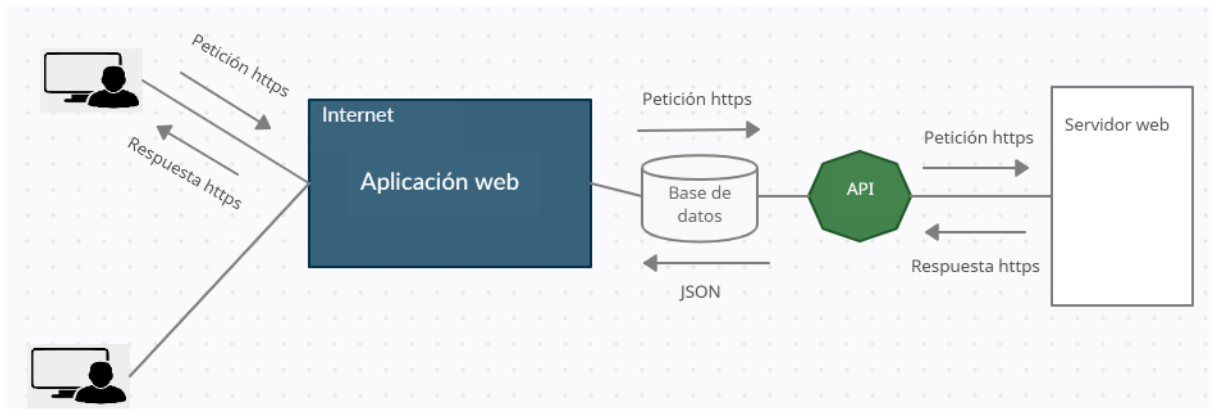 Petición https
Respuesta https
Internet
Aplicación web
Petición https
Base de
datos
JSON
API
Petición https
Respuesta https
Servidor web